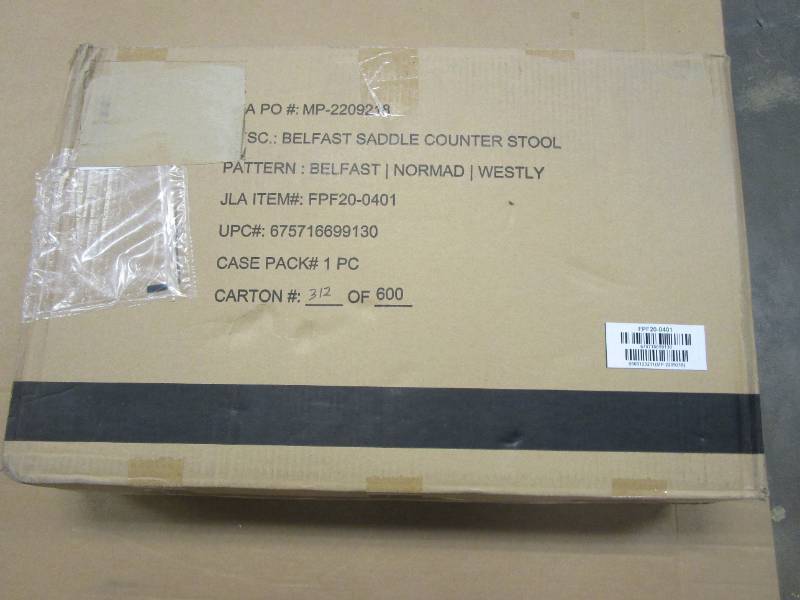 A PO #: MP-2209218
SC.: BELFAST SADDLE COUNTER STOOL
PATTERN : BELFAST | NORMAD | WESTLY
JLA ITEM#: FPF20-0401
UPC#: 675716699130
CASE PACK# 1 PC
CARTON #: 312 OF 600
FPF20-0401
675716699130